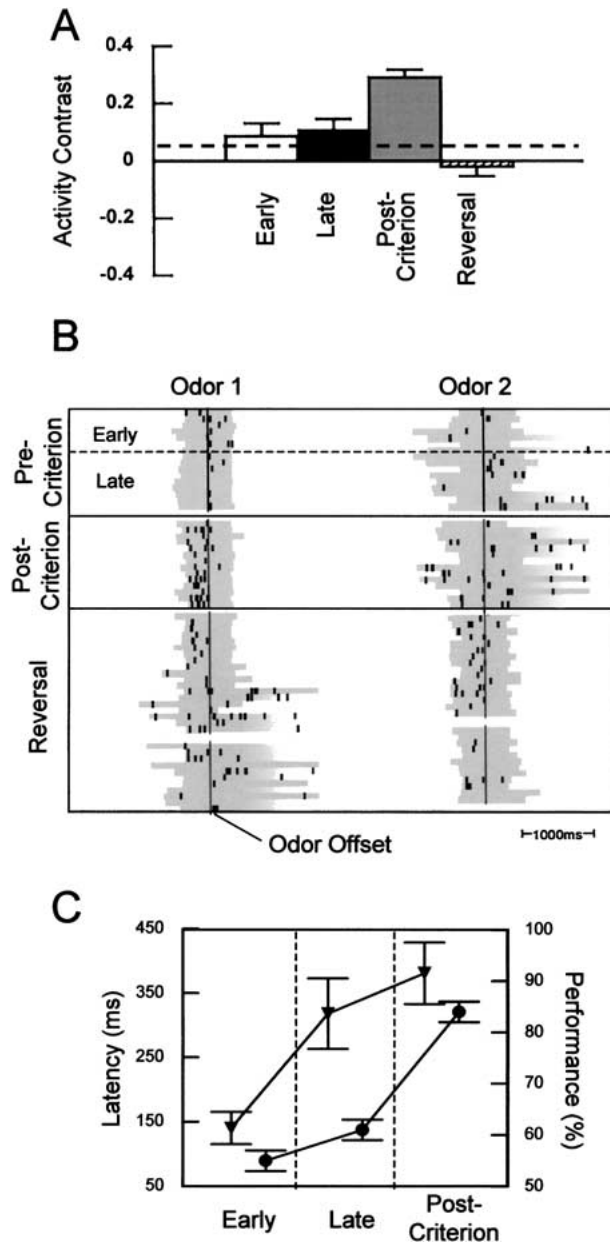 A
Activity Contrast
0.4
0.2
0
-0.2
-0.4
Early
Late
Post-
Criterion
Reversal
B
Odor 1
Odor 2
Pre-
Criterion
Early
Late
Post-
Criterion
Reversal
Odor Offset
1000ms
C
Latency (ms)
450
350
250
150
50
100
90
80
70
60
50
Performance (%)
Early
Late
Post-
Criterion